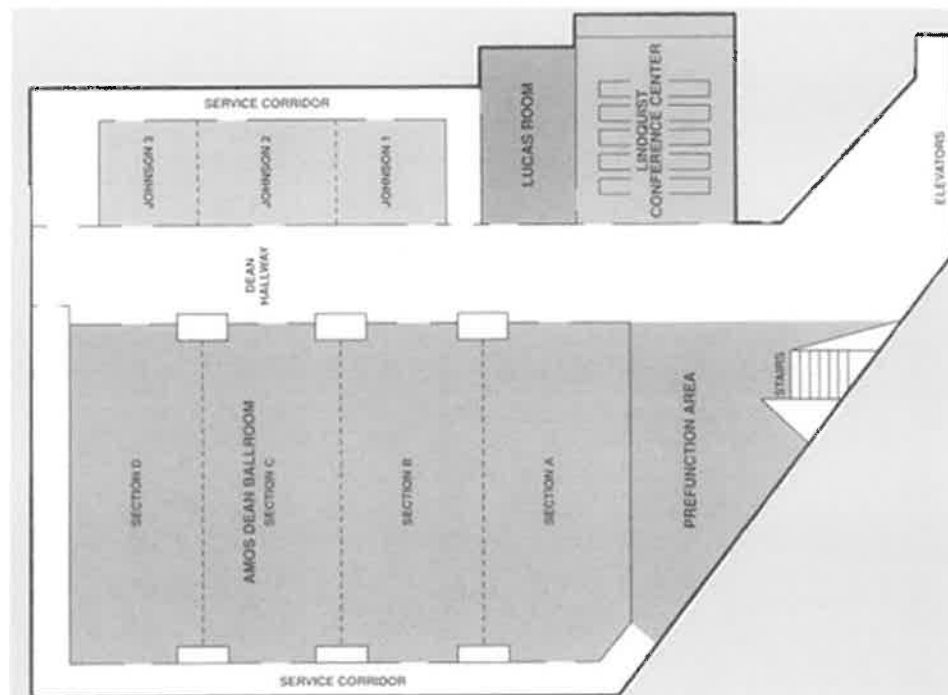 SERVICE CORRIDOR
JOHNSON 3
JOHNSON 2
JOHNSON 1
LUCAS ROOM
LINDQUIST
CONFERENCE CENTER
ELEVATORS
DEAN
HALLWAY
STAIRS
SECTION D
AMOS DEAN BALLROOM
SECTION C
SECTION B
SECTION A
PREFUNCTION AREA
SERVICE CORRIDOR